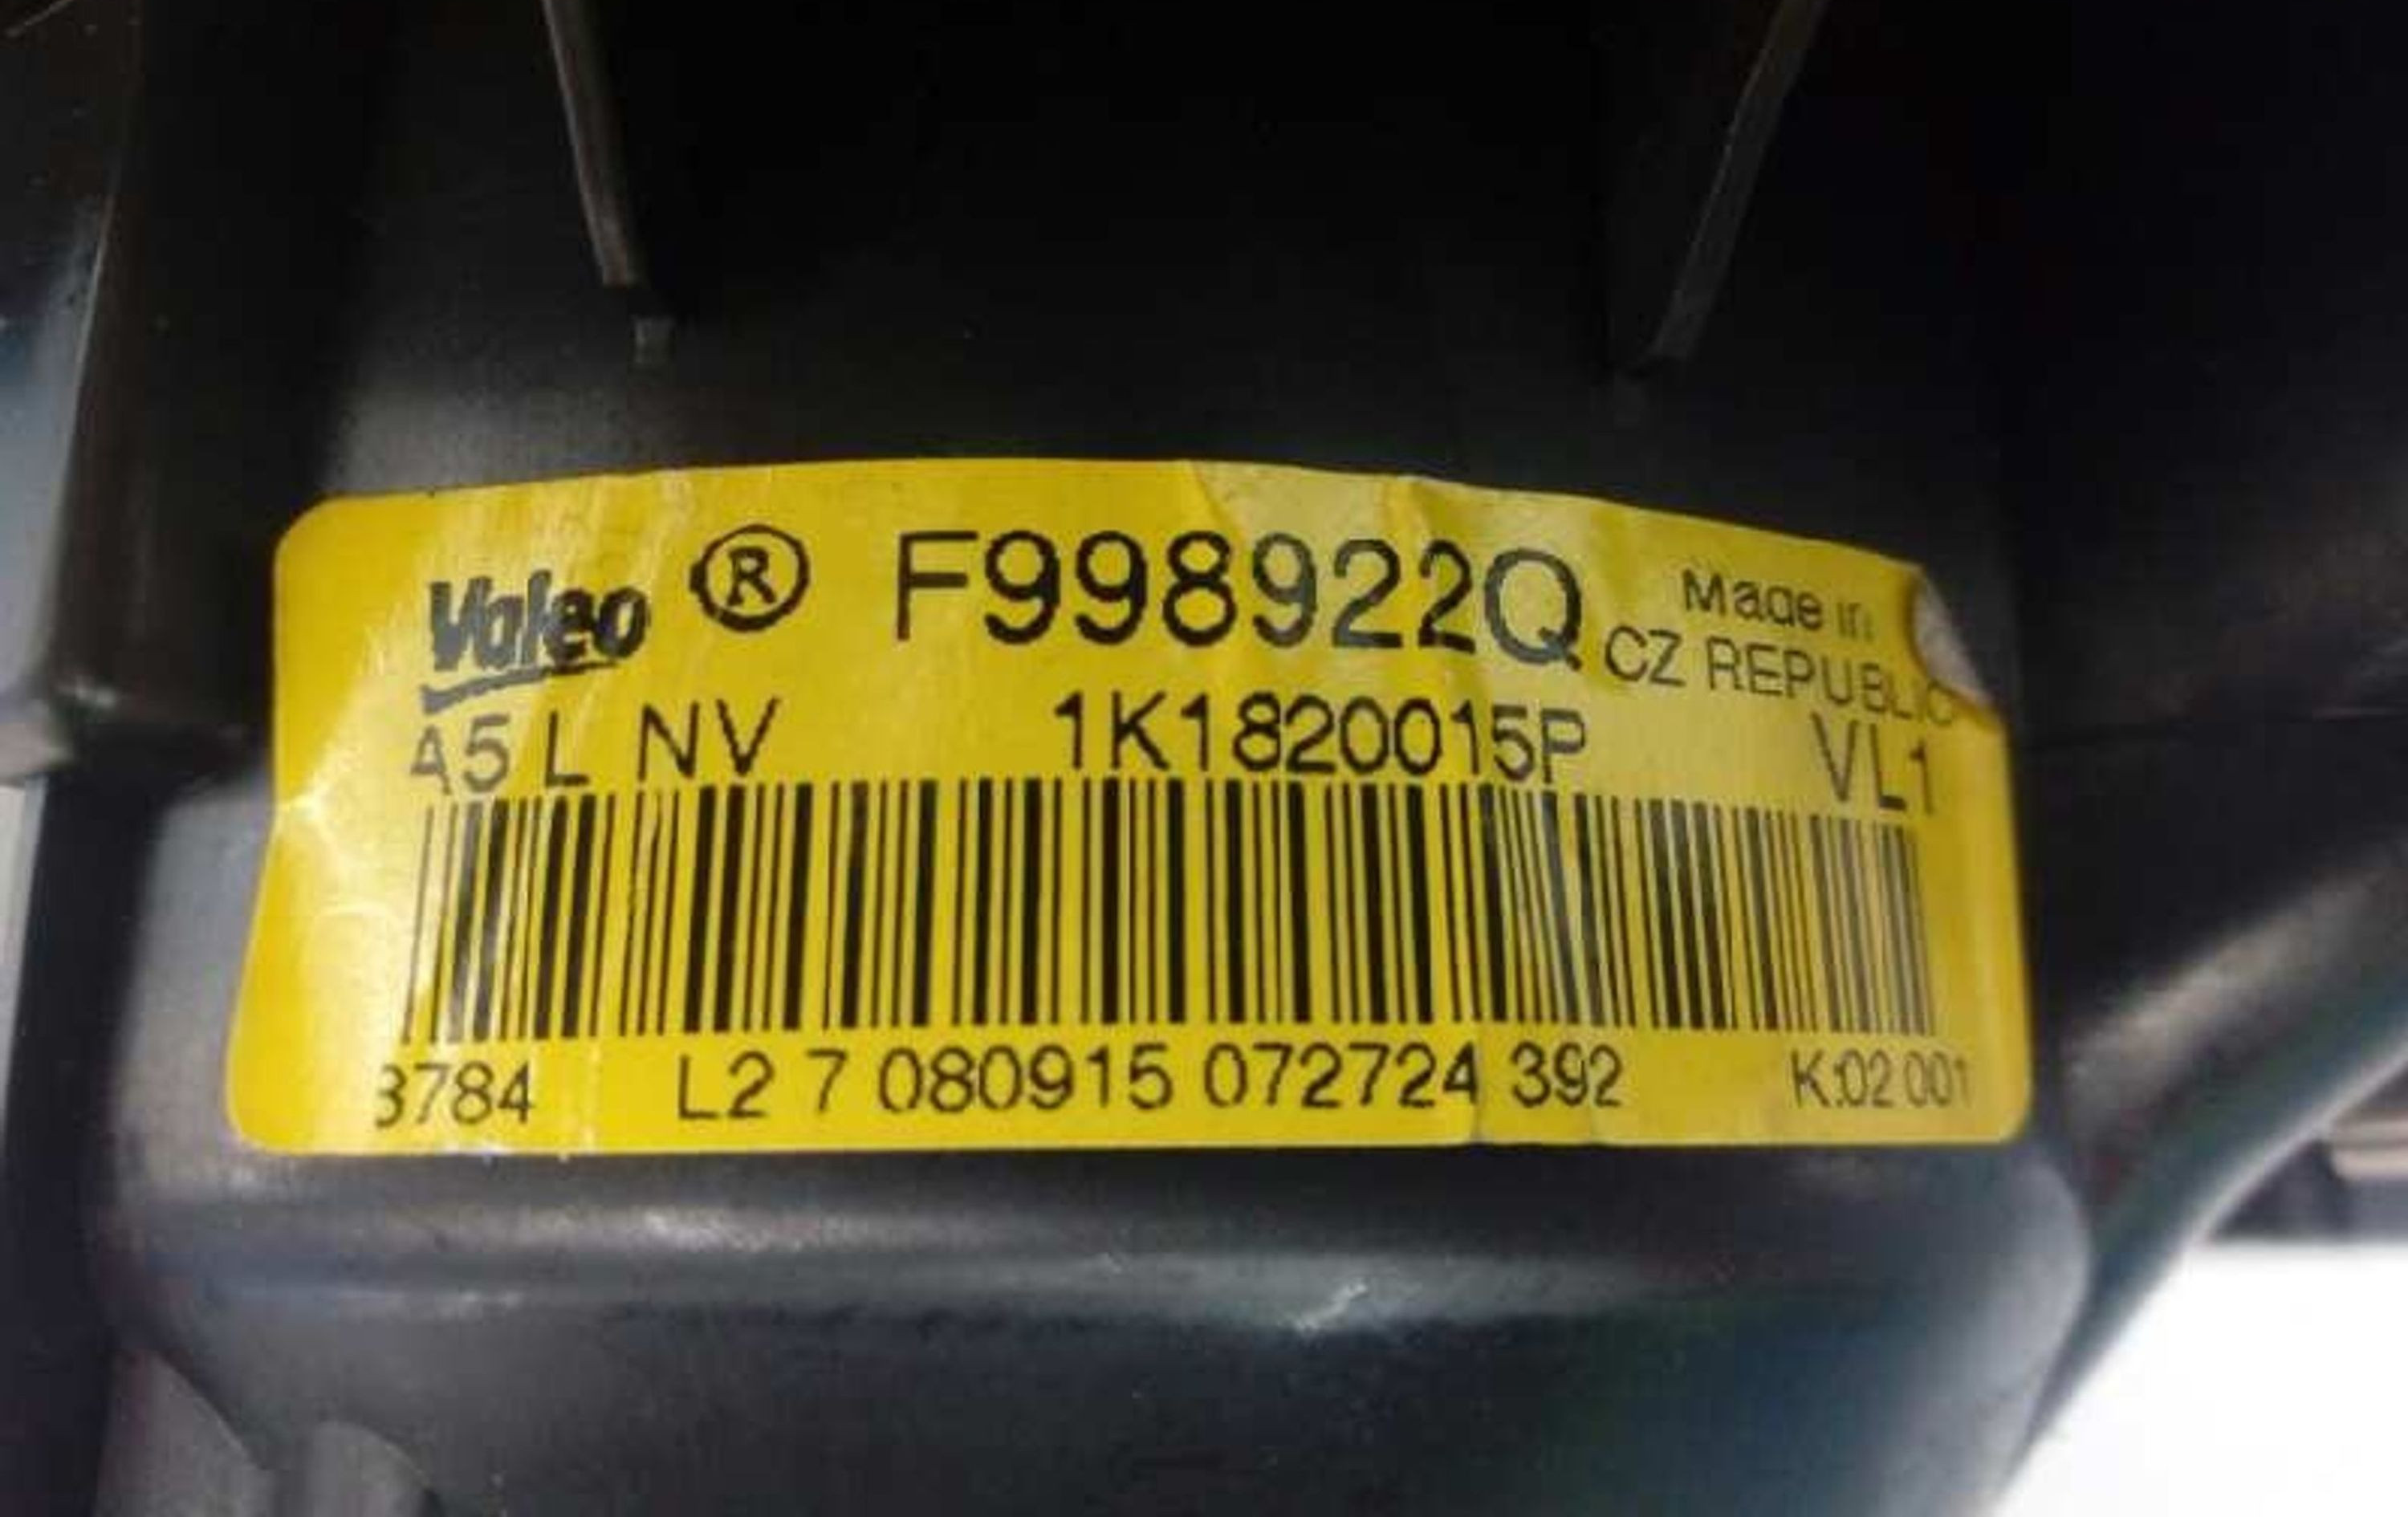 Valeo ® F998922Q Made in
CZ REPUBLIC
A5 L NV 1K1820015P VL1
3784 L2 7 080915 072724 392 K:02 001